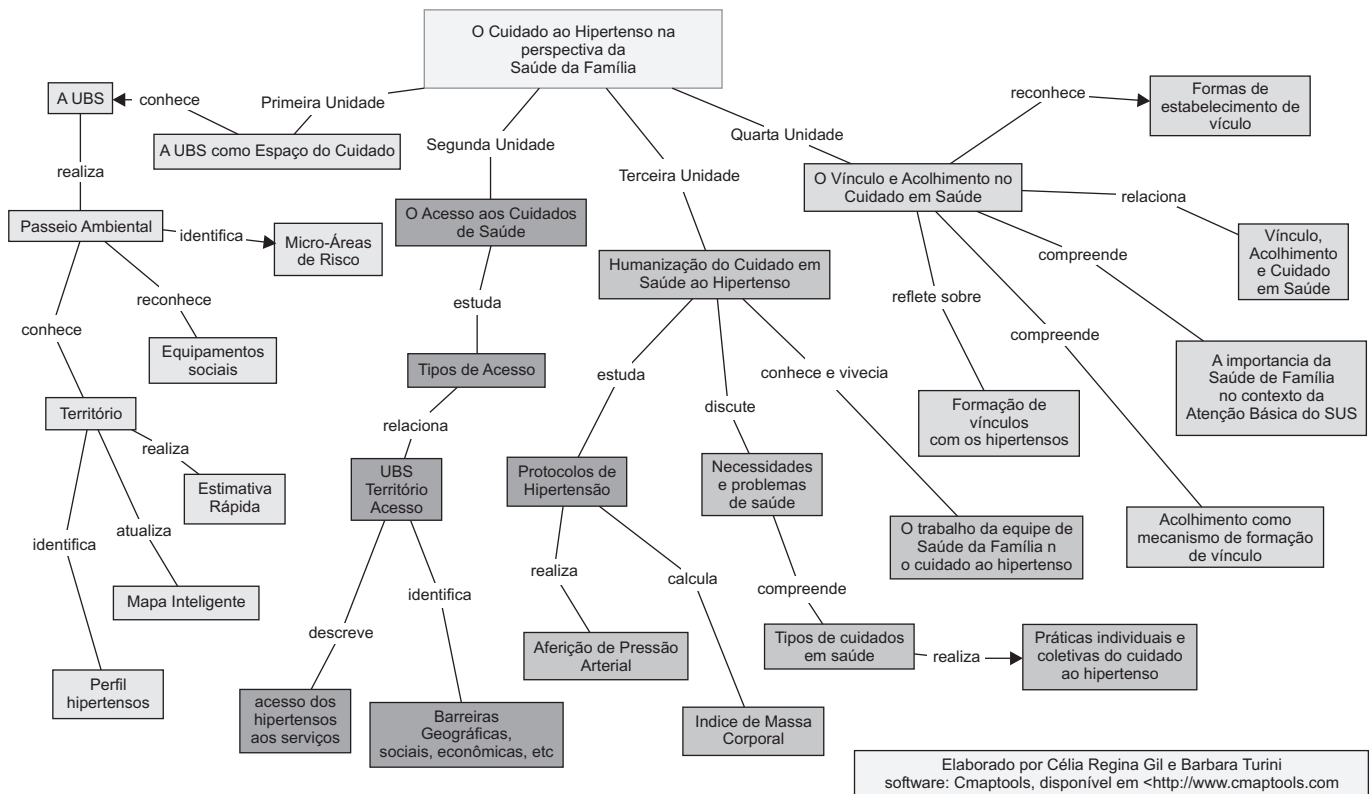 O Cuidado ao Hipertenso na
perspectiva da
Saúde da Família
Primeira Unidade
A UBS como Espaço do Cuidado
conhece
A UBS
realiza
Passeio Ambiental
identifica
Micro-Áreas
de Risco
reconhece
Equipamentos
sociais
conhece
Território
realiza
Estimativa
Rápida
atualiza
Mapa Inteligente
identifica
Perfil
hipertensos
Segunda Unidade
O Acesso aos Cuidados
de Saúde
estuda
Tipos de Acesso
relaciona
UBS
Território
Acesso
descreve
acesso dos
hipertensos
aos serviços
identifica
Barreiras
Geográficas,
sociais, econômicas, etc
Terceira Unidade
Humanização do Cuidado em
Saúde ao Hipertenso
estuda
Protocolos de
Hipertensão
realiza
Aferição de Pressão
Arterial
calcula
Indice de Massa
Corporal
discute
Necessidades
e problemas
de saúde
compreende
Tipos de cuidados
em saúde
realiza
Práticas individuais e
coletivas do cuidado
ao hipertenso
conhece e vivecia
O trabalho da equipe de
Saúde da Família n
o cuidado ao hipertenso
Quarta Unidade
O Vínculo e Acolhimento no
Cuidado em Saúde
reconhece
Formas de
estabelecimento de
vículo
relaciona
Vínculo,
Acolhimento
e Cuidado
em Saúde
compreende
A importancia da
Saúde de Família
no contexto da
Atenção Básica do SUS
compreende
Acolhimento como
mecanismo de formação
de vínculo
reflete sobre
Formação de
vínculos
com os hipertensos
Elaborado por Célia Regina Gil e Barbara Turini
software: Cmaptools, disponível em <http://www.cmaptools.com